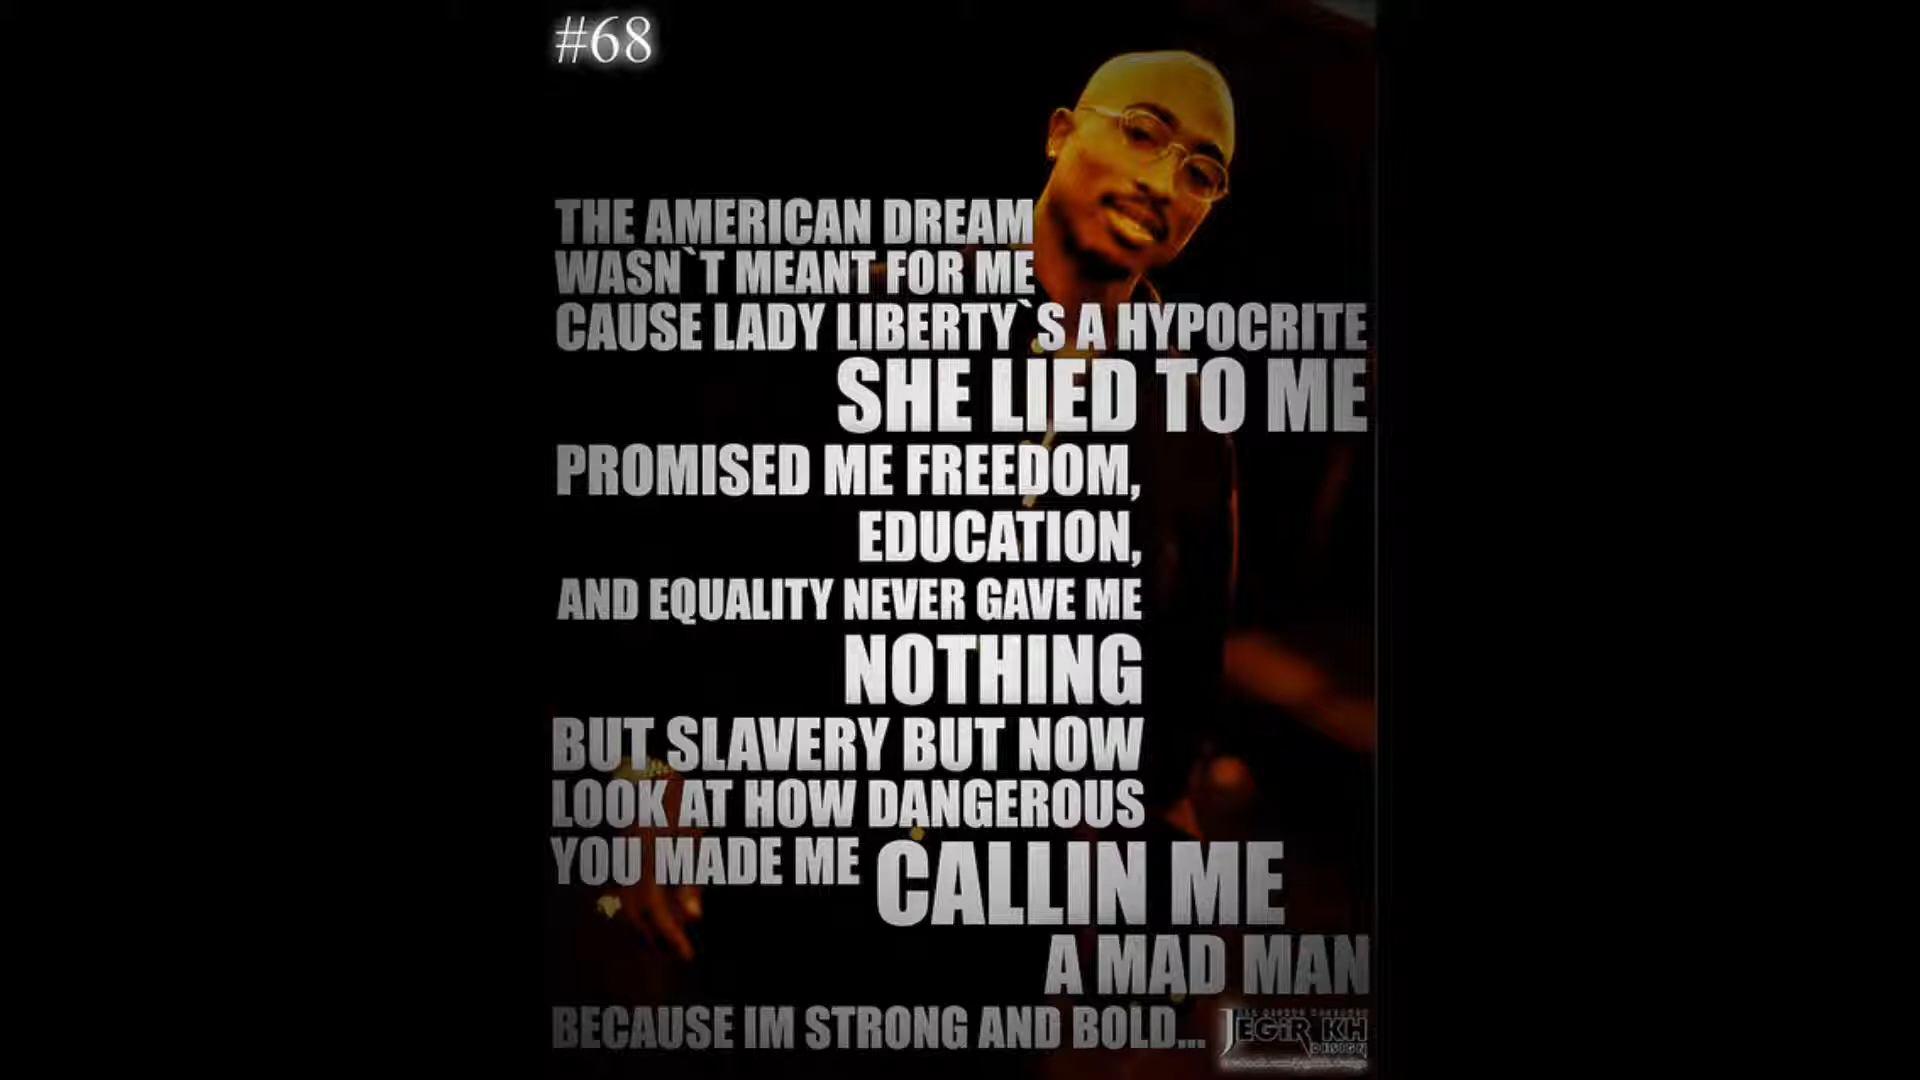 #68
THE AMERICAN DREAM
WASN`T MEANT FOR ME
CAUSE LADY LIBERTY`S A HYPOCRITE
SHE LIED TO ME
PROMISED ME FREEDOM,
EDUCATION,
AND EQUALITY NEVER GAVE ME
NOTHING
BUT SLAVERY BUT NOW
LOOK AT HOW DANGEROUS
YOU MADE ME CALLIN ME
A MAD MAN
BECAUSE IM STRONG AND BOLD...
JEGIR KH
DESIGN